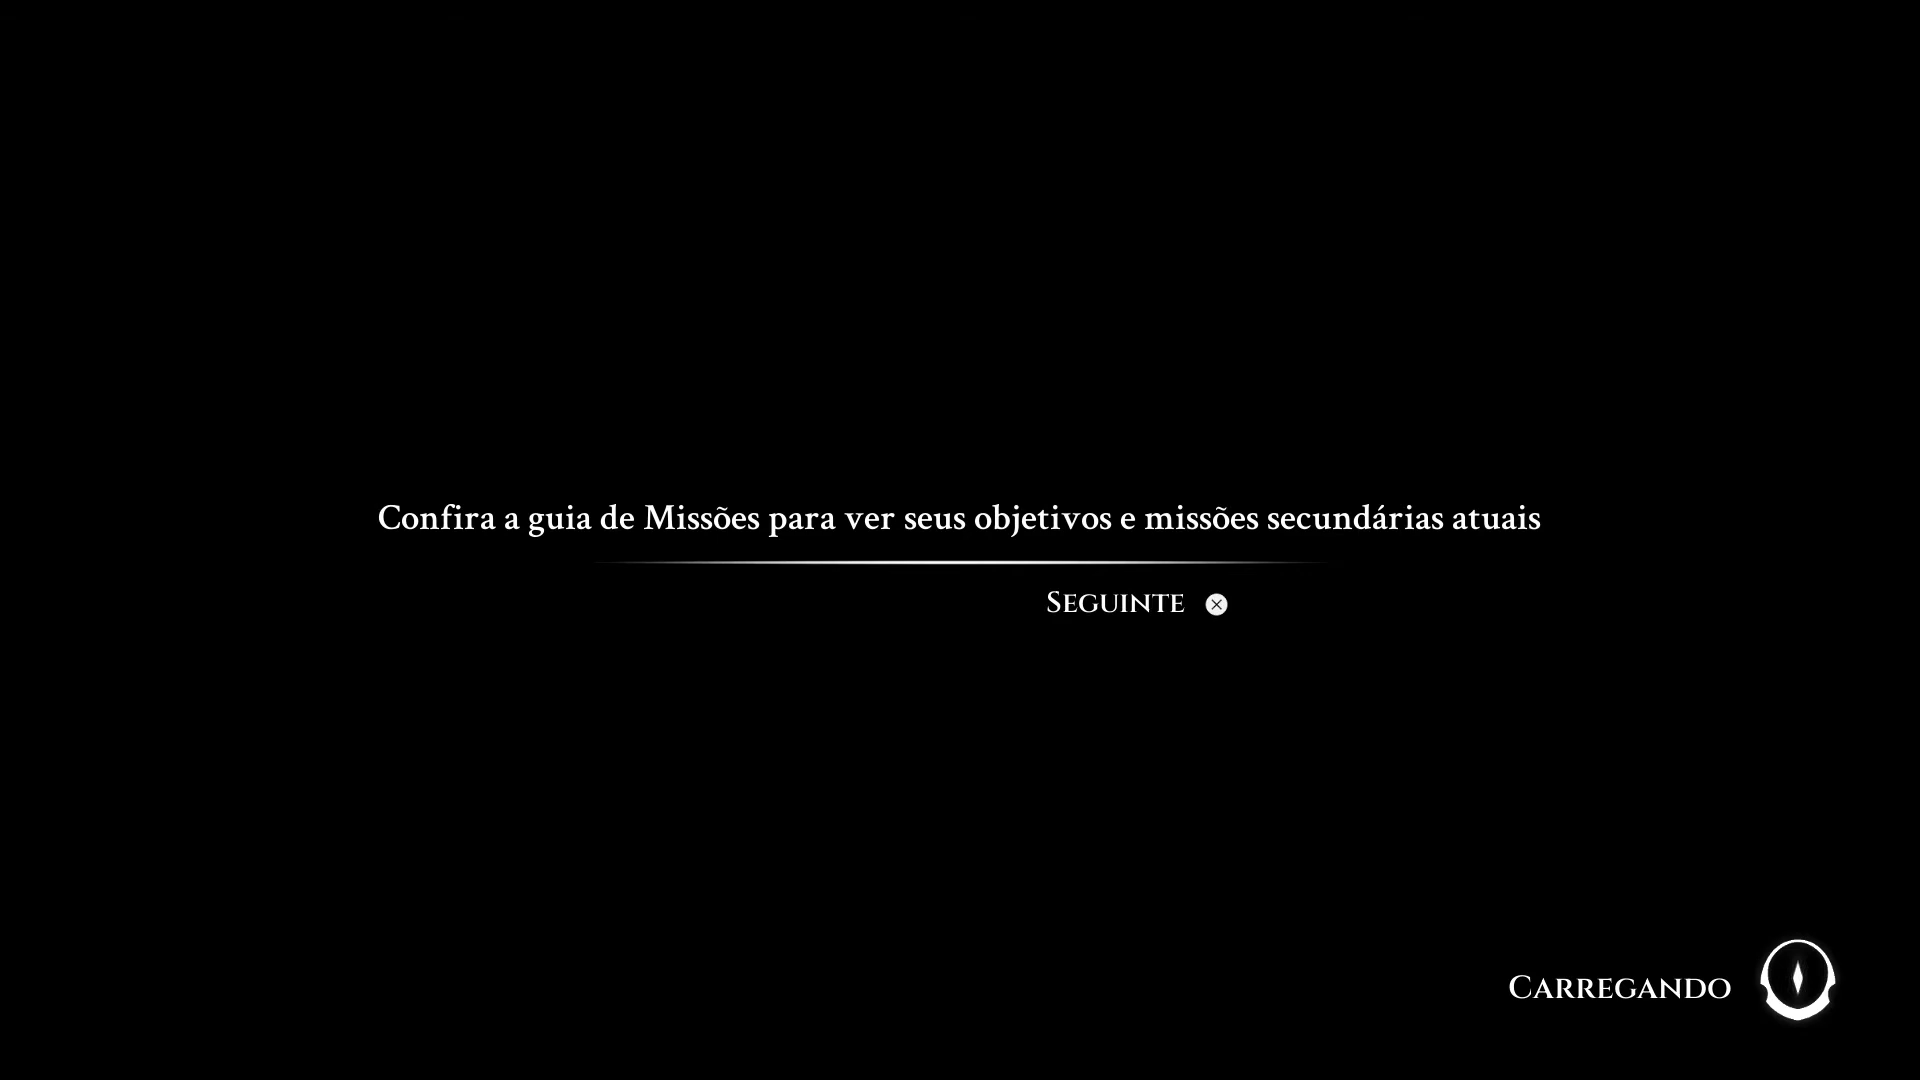 Confira a guia de Missões para ver seus objetivos e missões secundárias atuais
Seguinte
Carregando